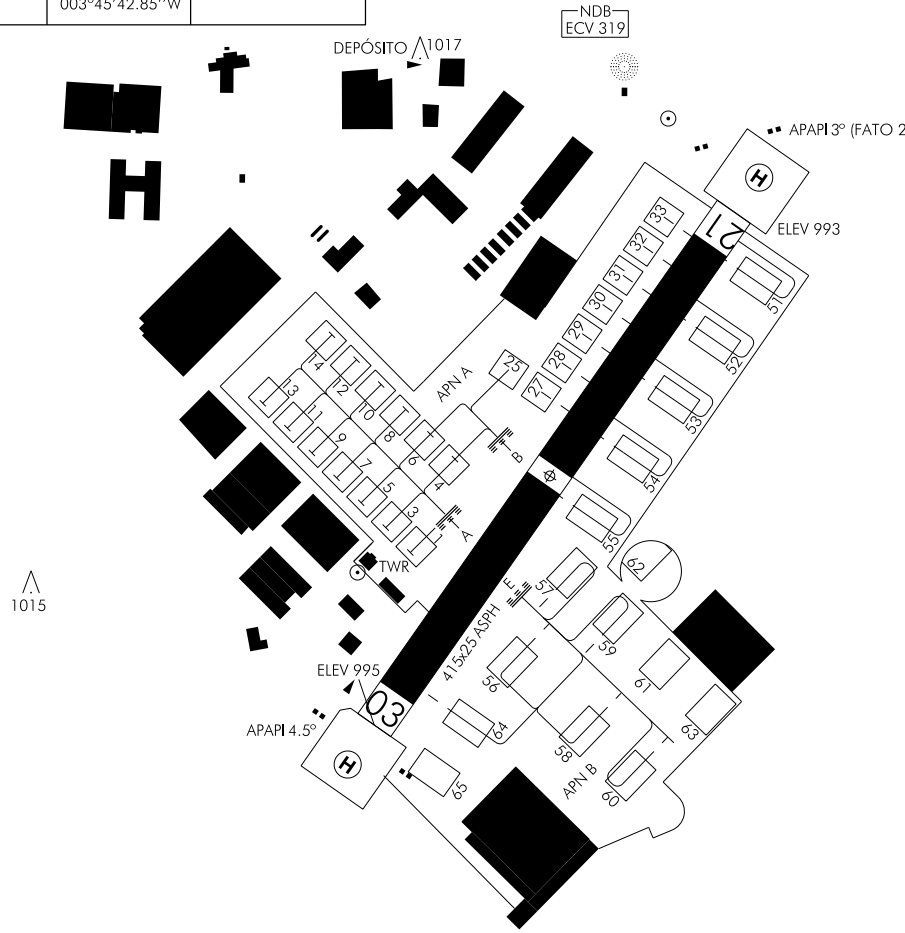 003°45'42.85''W
NDB
ECV 319
DEPÓSITO 1017
APAPI 3° (FATO 2
H
ELEV 993
21
33
32
31
30
29
28
27
25
51
52
53
54
55
APN A
B
14
13
12
11
10
9
8
7
6
5
4
3
A
TWR
1015
62
57
E
59
415x25 ASPH
61
56
63
64
58
60
65
APN B
ELEV 995
03
APAPI 4.5°
H